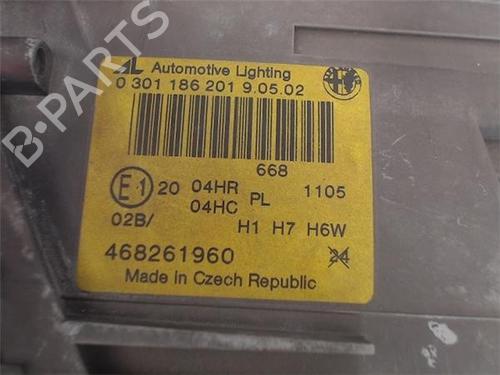 AL Automotive Lighting
0 301 186 201 9.05.02
668
E1 20 04HR PL 1105
04HC
02B/ H1 H7 H6W
468261960 24
Made in Czech Republic
B-PARTS